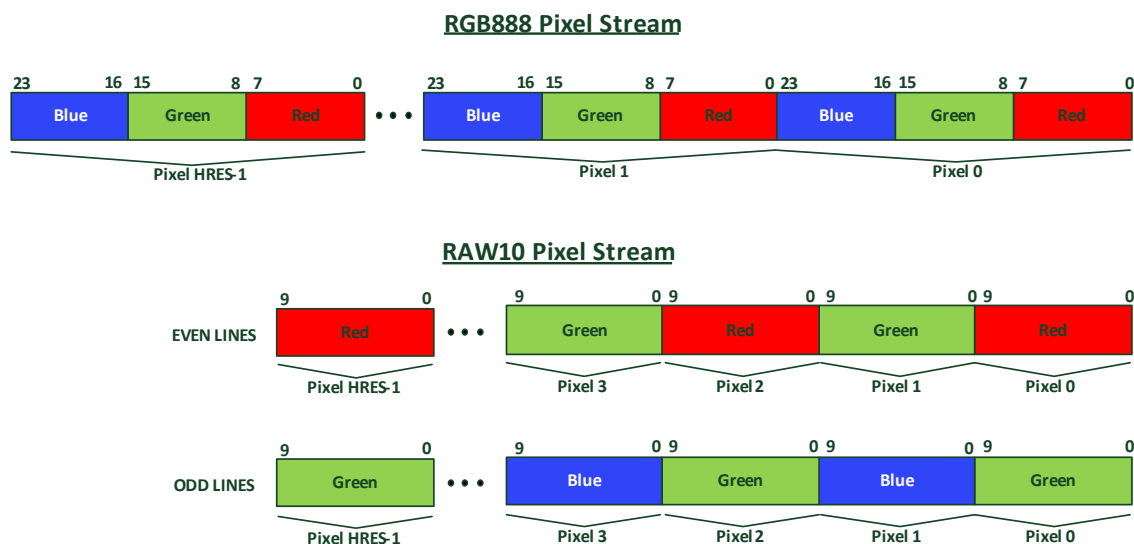 RGB888 Pixel Stream
23 16 15 8 7 0 23 16 15 8 7 0 23 16 15 8 7 0
Blue Green Red • • • Blue Green Red Blue Green Red
Pixel HRES-1 Pixel 1 Pixel 0
RAW10 Pixel Stream
9 0 9 0 9 0 9 0 9 0
EVEN LINES Red • • • Green Red Green Red
Pixel HRES-1 Pixel 3 Pixel 2 Pixel 1 Pixel 0
9 0 9 0 9 0 9 0 9 0
ODD LINES Green • • • Blue Green Blue Green
Pixel HRES-1 Pixel 3 Pixel 2 Pixel 1 Pixel 0